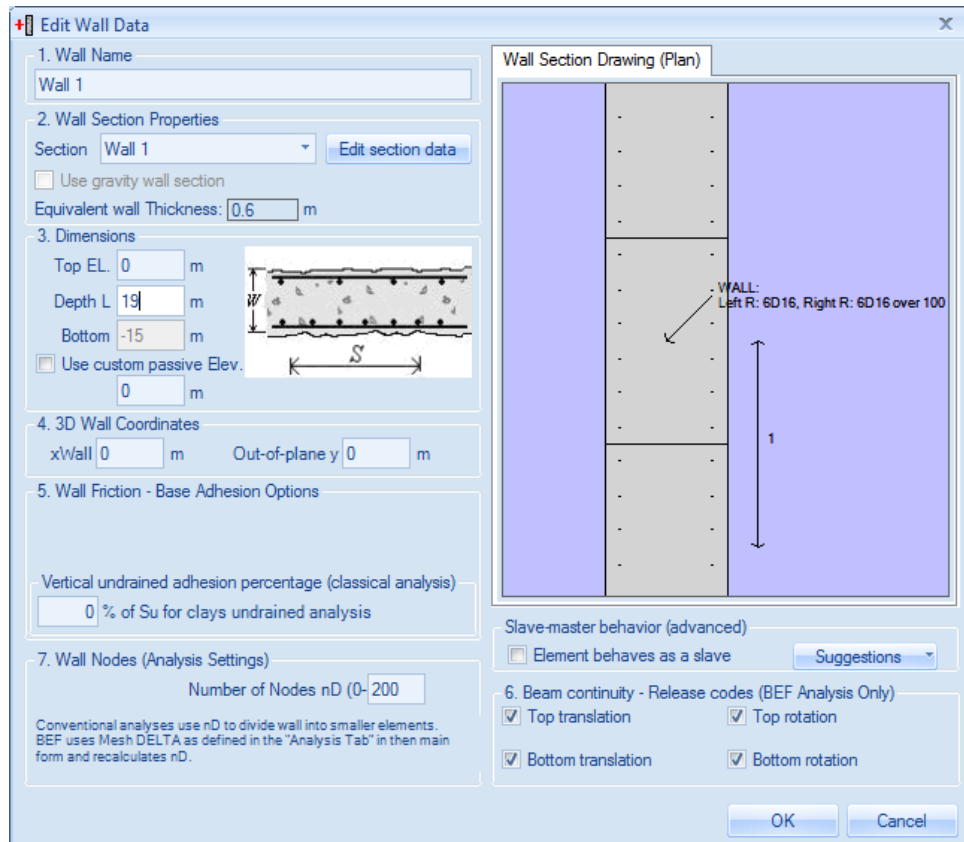 Edit Wall Data
1. Wall Name
Wall 1
2. Wall Section Properties
Section Wall 1 Edit section data
Use gravity wall section
Equivalent wall Thickness: 0.6 m
3. Dimensions
Top EL. 0 m
Depth L 19 m
Bottom -15 m
Use custom passive Elev.
0 m
W
S
4. 3D Wall Coordinates
xWall 0 m Out-of-plane y 0 m
5. Wall Friction - Base Adhesion Options
Vertical undrained adhesion percentage (classical analysis)
0 % of Su for clays undrained analysis
7. Wall Nodes (Analysis Settings)
Number of Nodes nD (0- 200
Conventional analyses use nD to divide wall into smaller elements.
BEF uses Mesh DELTA as defined in the "Analysis Tab" in then main
form and recalculates nD.
Wall Section Drawing (Plan)
WALL:
Left R: 6D16, Right R: 6D16 over 100
1
Slave-master behavior (advanced)
Element behaves as a slave Suggestions
6. Beam continuity - Release codes (BEF Analysis Only)
Top translation Top rotation
Bottom translation Bottom rotation
OK Cancel